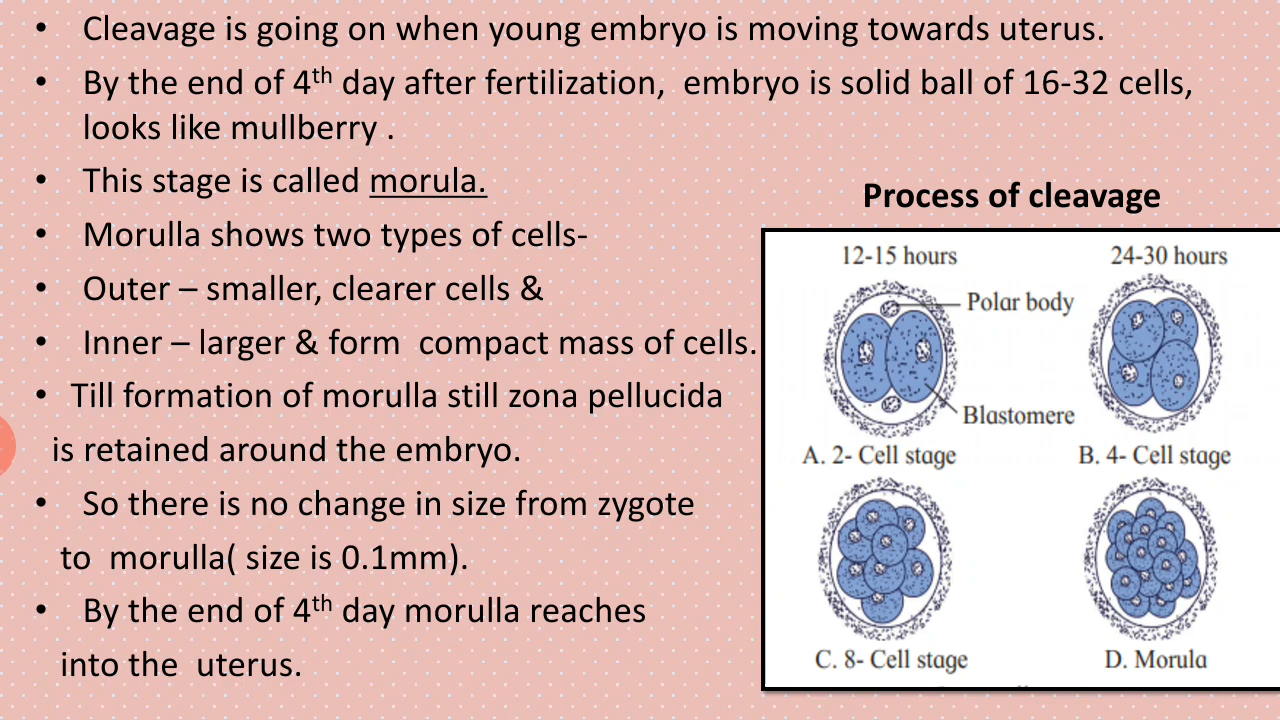 • Cleavage is going on when young embryo is moving towards uterus.
• By the end of 4th day after fertilization, embryo is solid ball of 16-32 cells,
looks like mullberry .
• This stage is called morula.
• Morulla shows two types of cells-
• Outer – smaller, clearer cells &
• Inner – larger & form compact mass of cells.
• Till formation of morulla still zona pellucida
is retained around the embryo.
• So there is no change in size from zygote
to morulla( size is 0.1mm).
• By the end of 4th day morulla reaches
into the uterus.
Process of cleavage
12-15 hours
24-30 hours
Polar body
Blastomere
A. 2- Cell stage
B. 4- Cell stage
C. 8- Cell stage
D. Morula